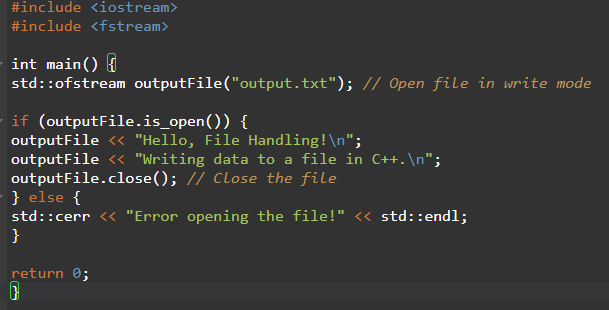 #include <iostream>
#include <fstream>
int main() {
std::ofstream outputFile("output.txt"); // Open file in write mode
if (outputFile.is_open()) {
outputFile << "Hello, File Handling!\n";
outputFile << "Writing data to a file in C++.\n";
outputFile.close(); // Close the file
} else {
std::cerr << "Error opening the file!" << std::endl;
}
return 0;
}